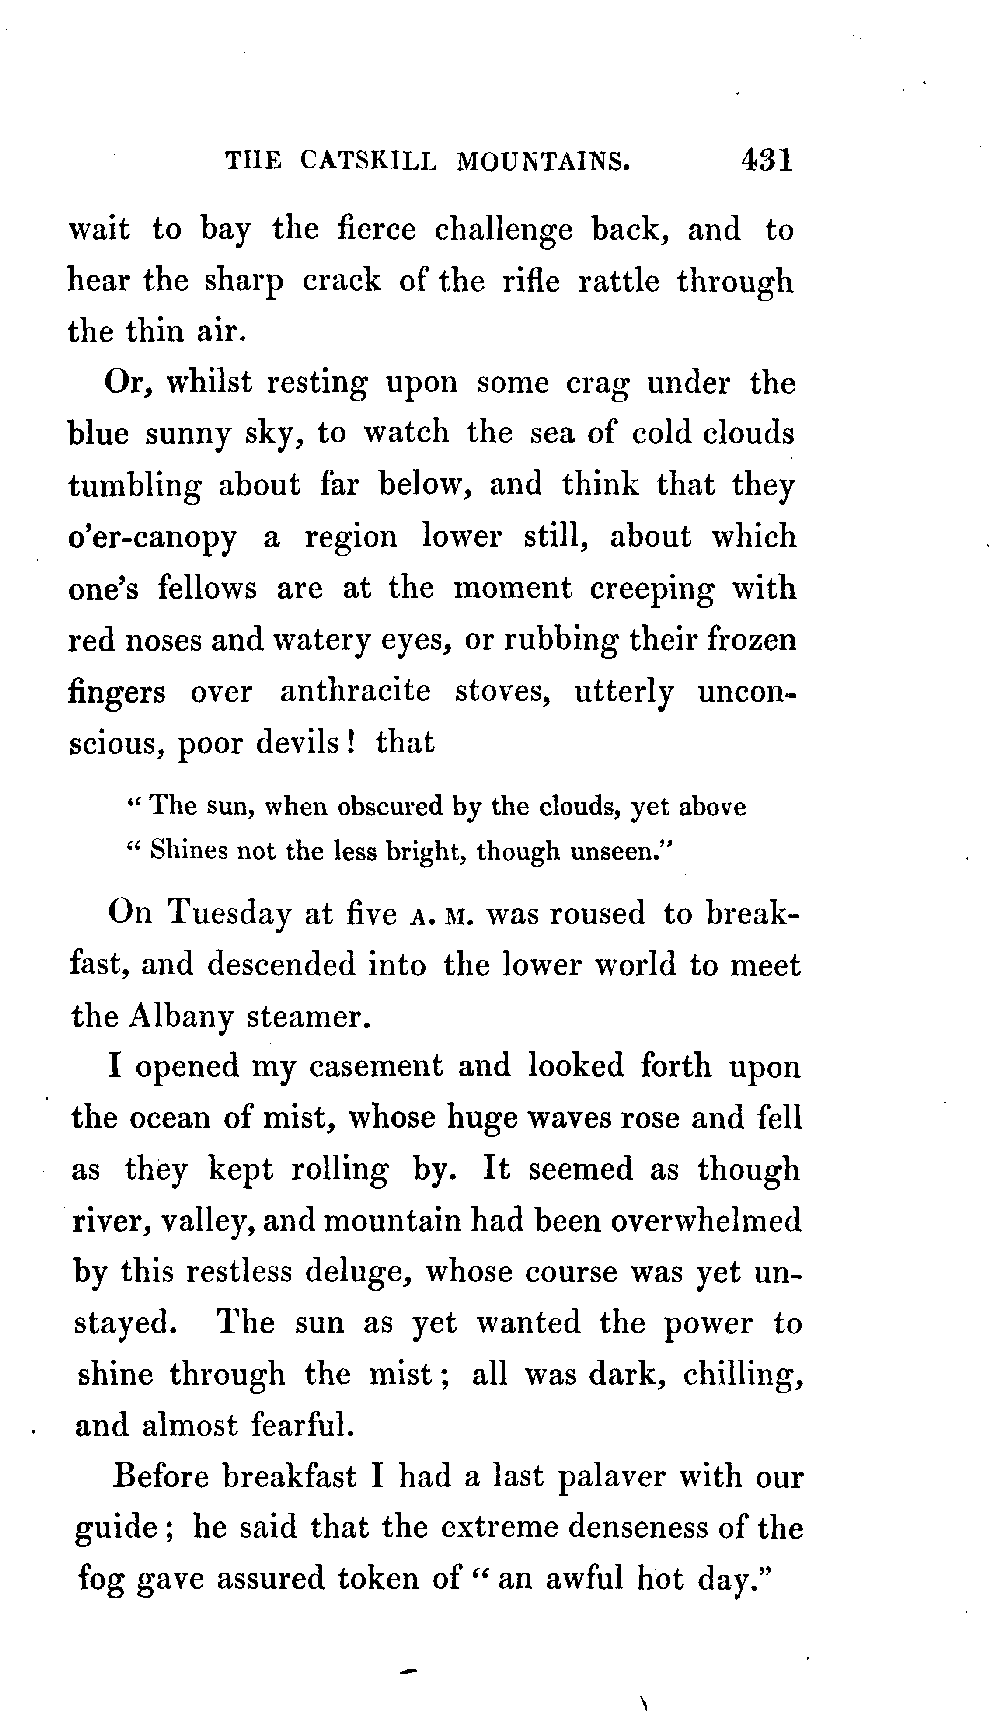 THE CATSKILL MOUNTAINS. 431
wait to bay the fierce challenge back, and to
hear the sharp crack of the rifle rattle through
the thin air.
Or, whilst resting upon some crag under the
blue sunny sky, to watch the sea of cold clouds
tumbling about far below, and think that they
o'er-canopy a region lower still, about which
one's fellows are at the moment creeping with
red noses and watery eyes, or rubbing their frozen
fingers over anthracite stoves, utterly uncon-
scious, poor devils! that
" The sun, when obscured by the clouds, yet above
" Shines not the less bright, though unseen."
On Tuesday at five A. M. was roused to break-
fast, and descended into the lower world to meet
the Albany steamer.
I opened my casement and looked forth upon
the ocean of mist, whose huge waves rose and fell
as they kept rolling by. It seemed as though
river, valley, and mountain had been overwhelmed
by this restless deluge, whose course was yet un-
stayed. The sun as yet wanted the power to
shine through the mist; all was dark, chilling,
and almost fearful.
Before breakfast I had a last palaver with our
guide; he said that the extreme denseness of the
fog gave assured token of " an awful hot day."